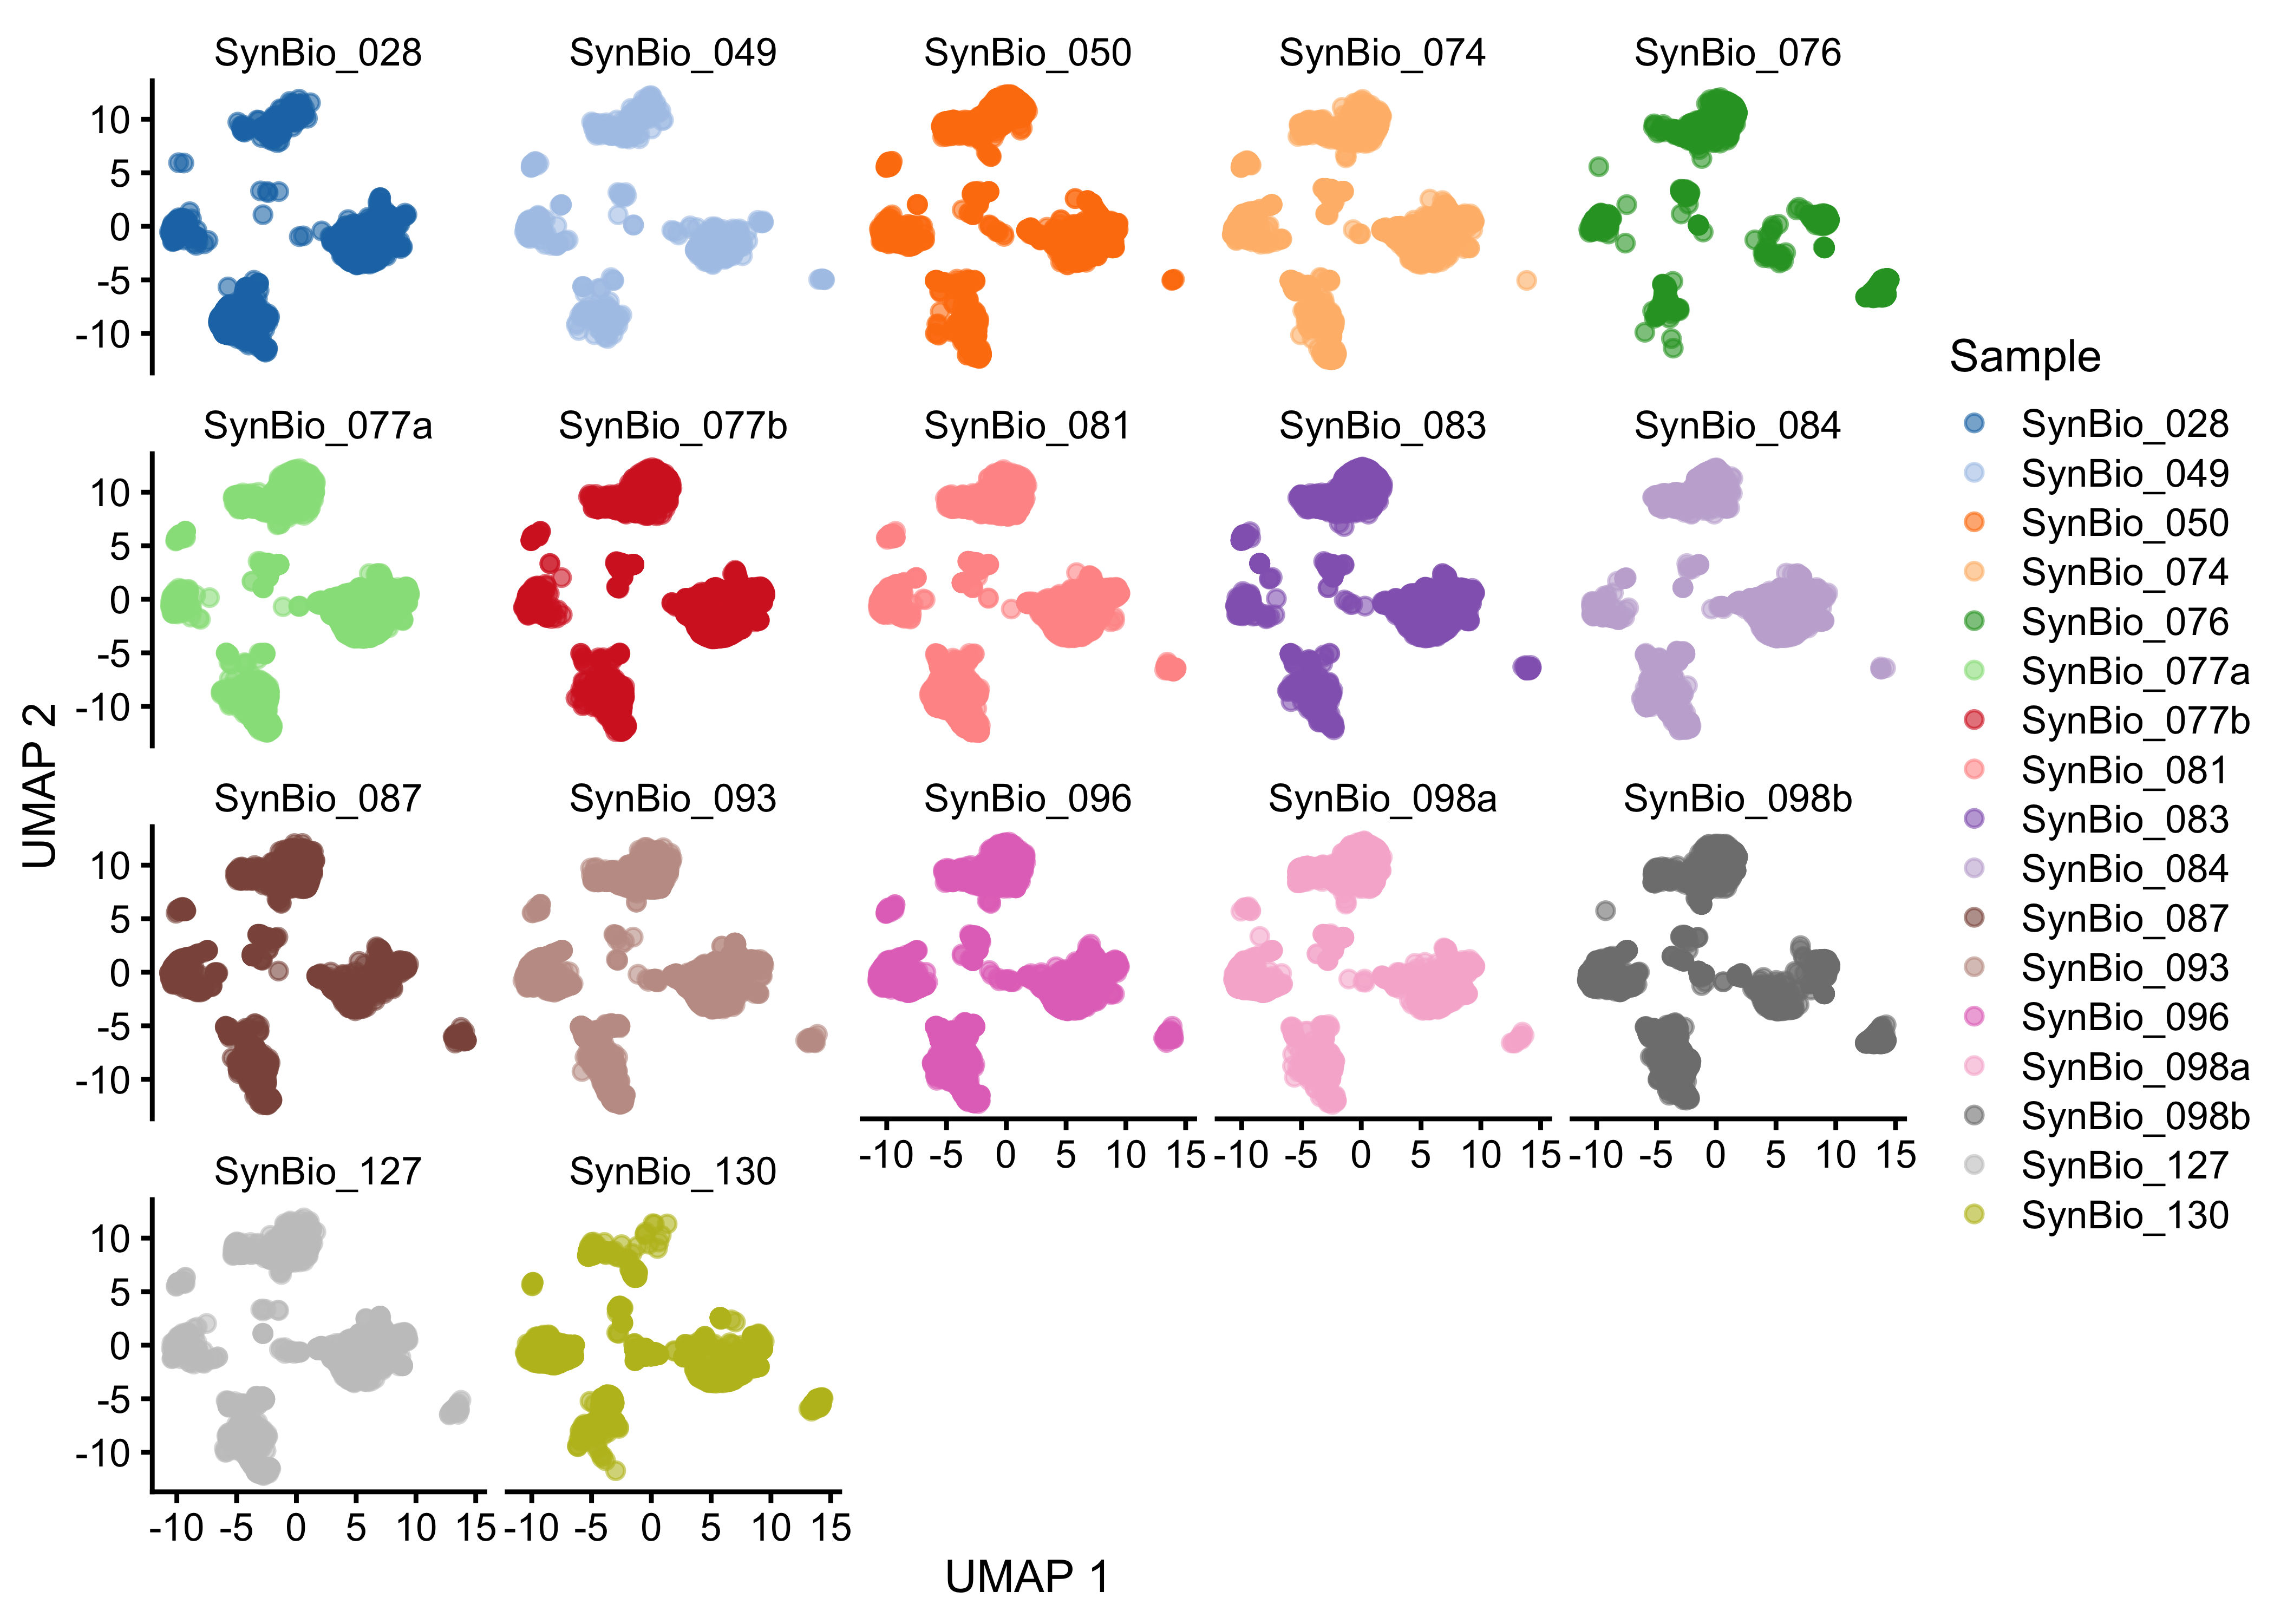 SynBio_028 SynBio_049 SynBio_050 SynBio_074 SynBio_076
10
5
0
-5
-10
SynBio_077a SynBio_077b SynBio_081 SynBio_083 SynBio_084
10
5
0
-5
-10
SynBio_087 SynBio_093 SynBio_096 SynBio_098a SynBio_098b
10
5
0
-5
-10
-10 -5 0 5 10 15 -10 -5 0 5 10 15 -10 -5 0 5 10 15
SynBio_127 SynBio_130
10
5
0
-5
-10
-10 -5 0 5 10 15 -10 -5 0 5 10 15
UMAP 2
UMAP 1
Sample
SynBio_028
SynBio_049
SynBio_050
SynBio_074
SynBio_076
SynBio_077a
SynBio_077b
SynBio_081
SynBio_083
SynBio_084
SynBio_087
SynBio_093
SynBio_096
SynBio_098a
SynBio_098b
SynBio_127
SynBio_130